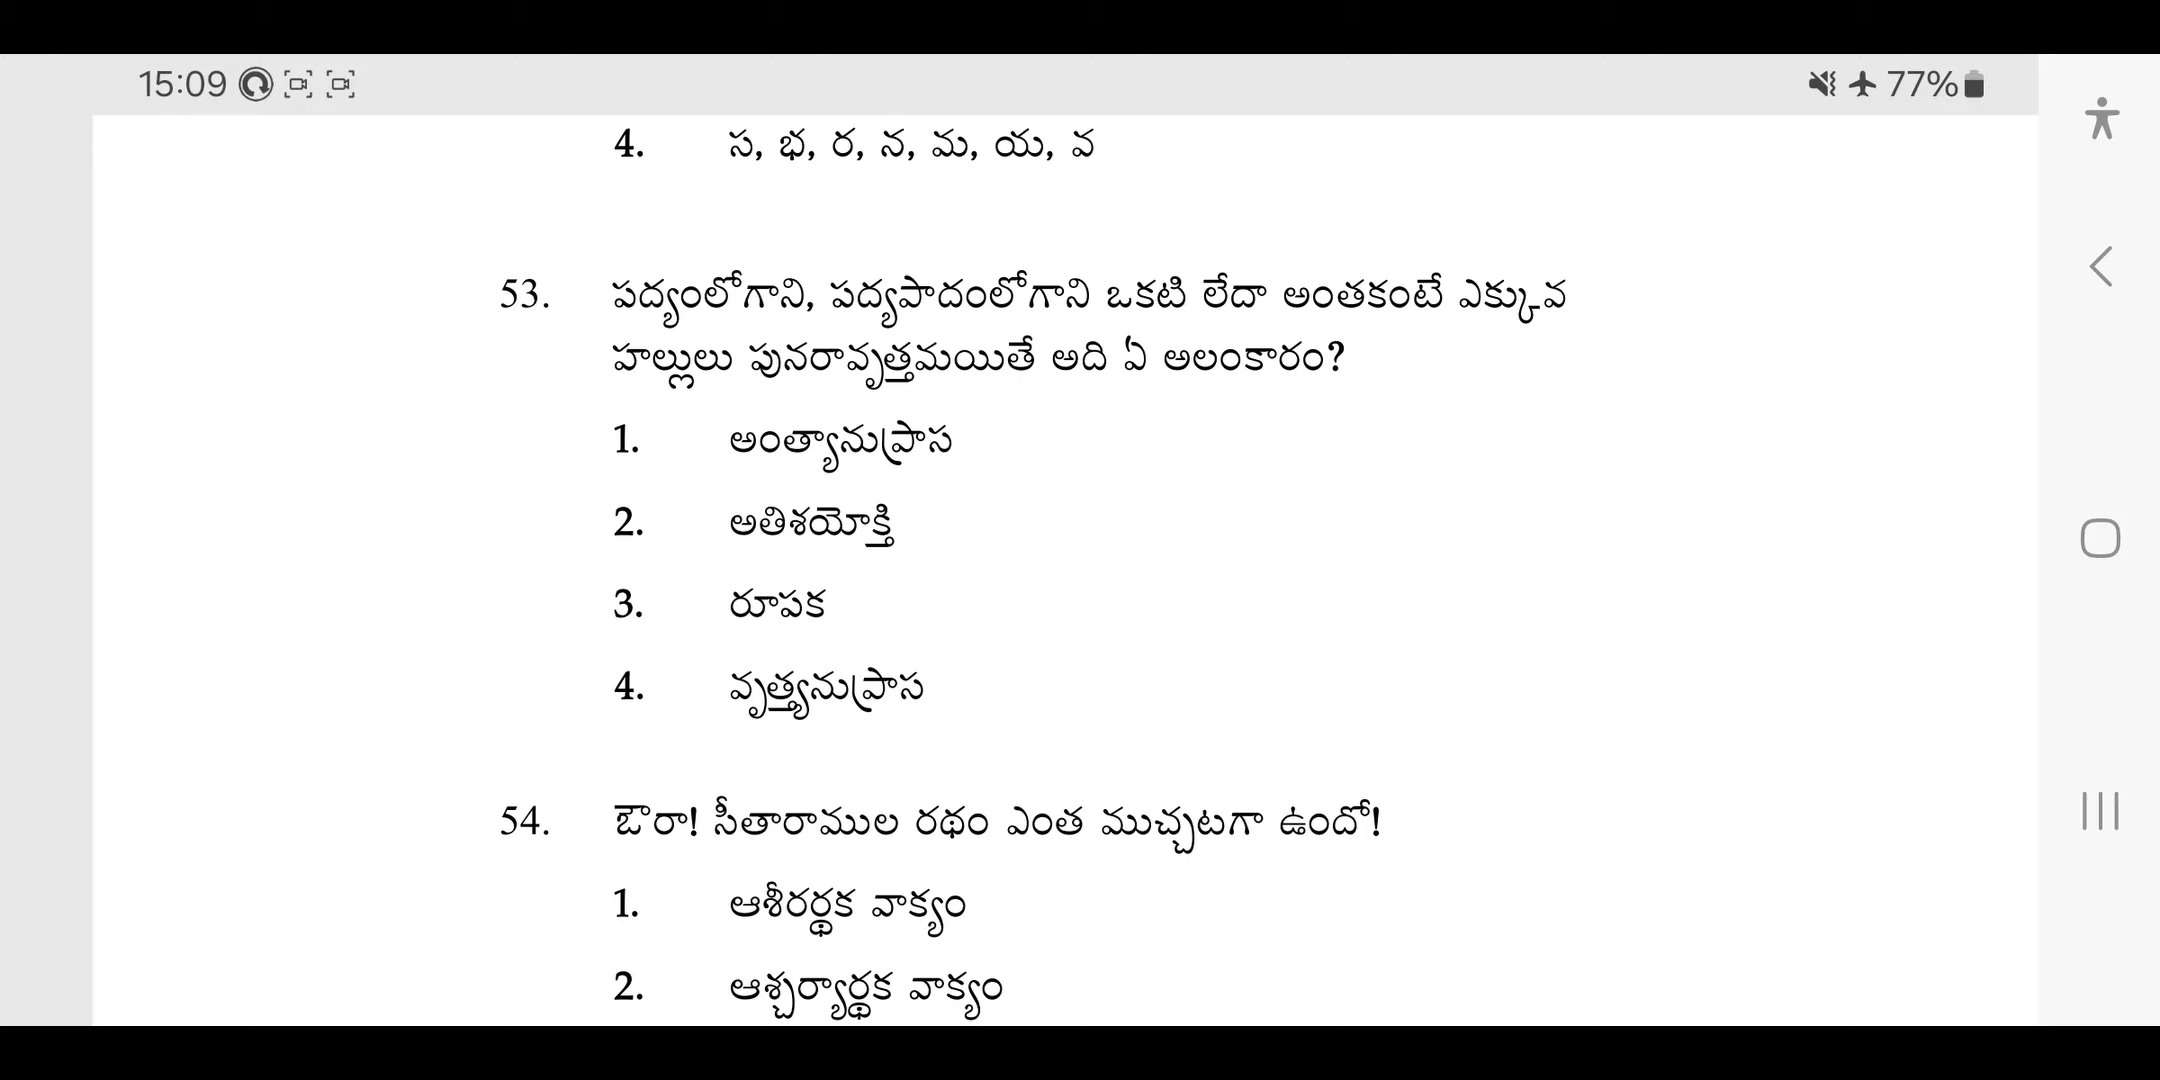 15:09 77%
4. స, భ, ర, న, మ, య, వ
53. పద్యంలోగాని, పద్యపాదంలోగాని ఒకటి లేదా అంతకంటే ఎక్కువ
హల్లులు పునరావృత్తమయితే అది ఏ అలంకారం?
1. అంత్యానుప్రాస
2. అతిశయోక్తి
3. రూపక
4. వృత్త్యనుప్రాస
54. ఔరా! సీతారాముల రథం ఎంత ముచ్చటగా ఉందో!
1. ఆశీరర్థక వాక్యం
2. ఆశ్చర్యార్థక వాక్యం